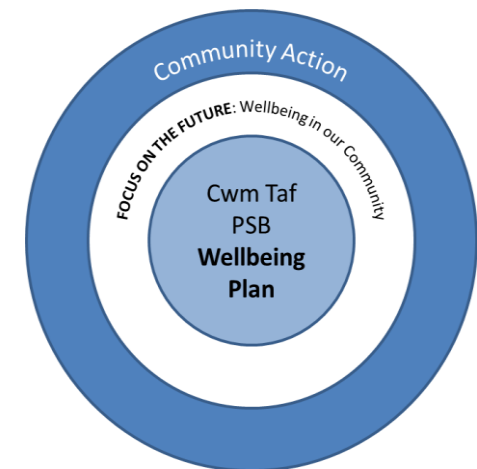 Community Action
FOCUS ON THE FUTURE: Wellbeing in our Community
Cwm Taf
PSB
Wellbeing
Plan